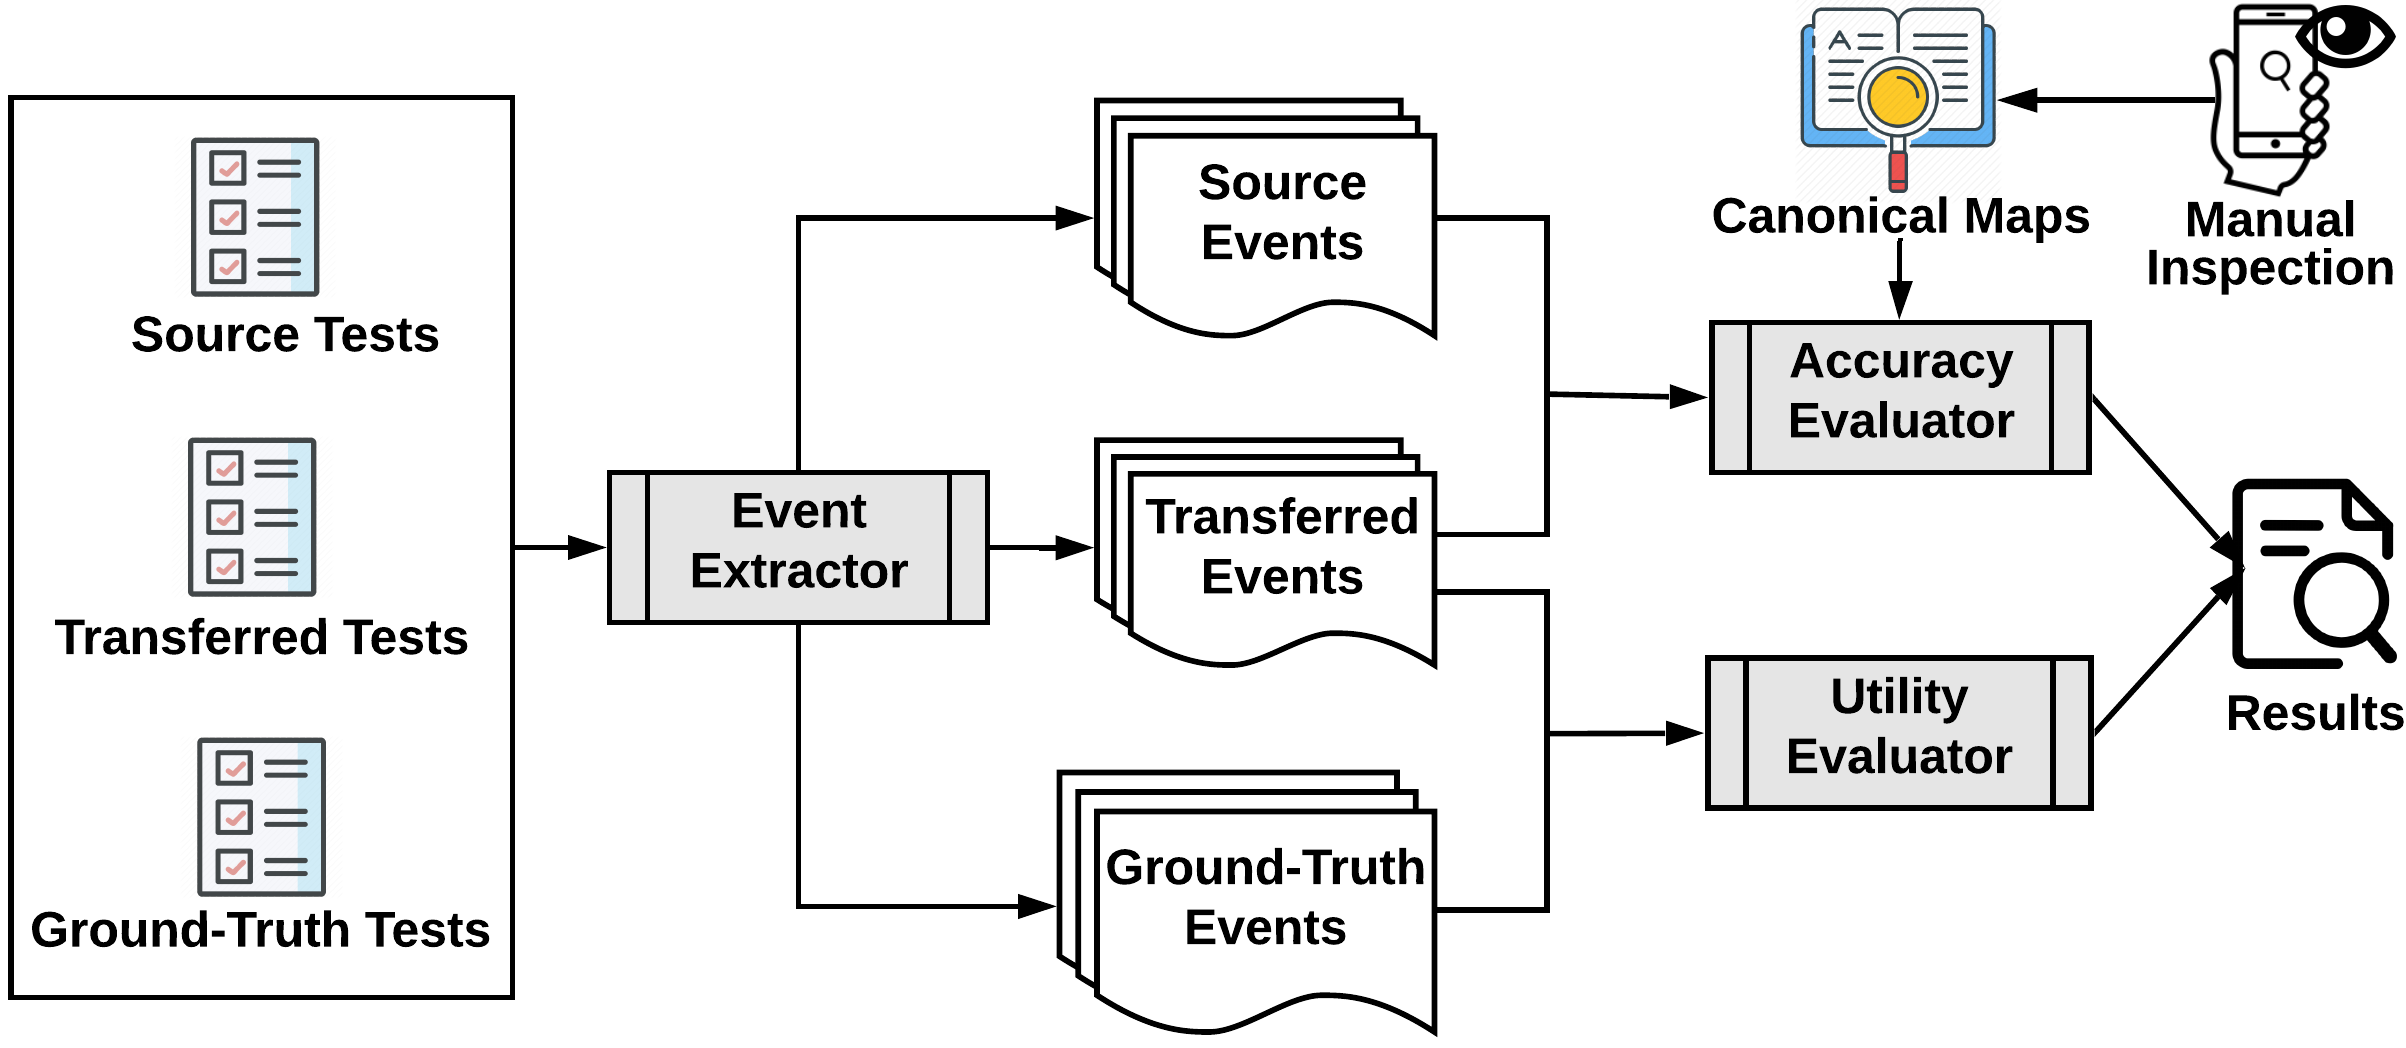 Source Tests
Transferred Tests
Ground-Truth Tests
Event
Extractor
Source
Events
Transferred
Events
Ground-Truth
Events
A
Canonical Maps
Manual
Inspection
Accuracy
Evaluator
Utility
Evaluator
Results